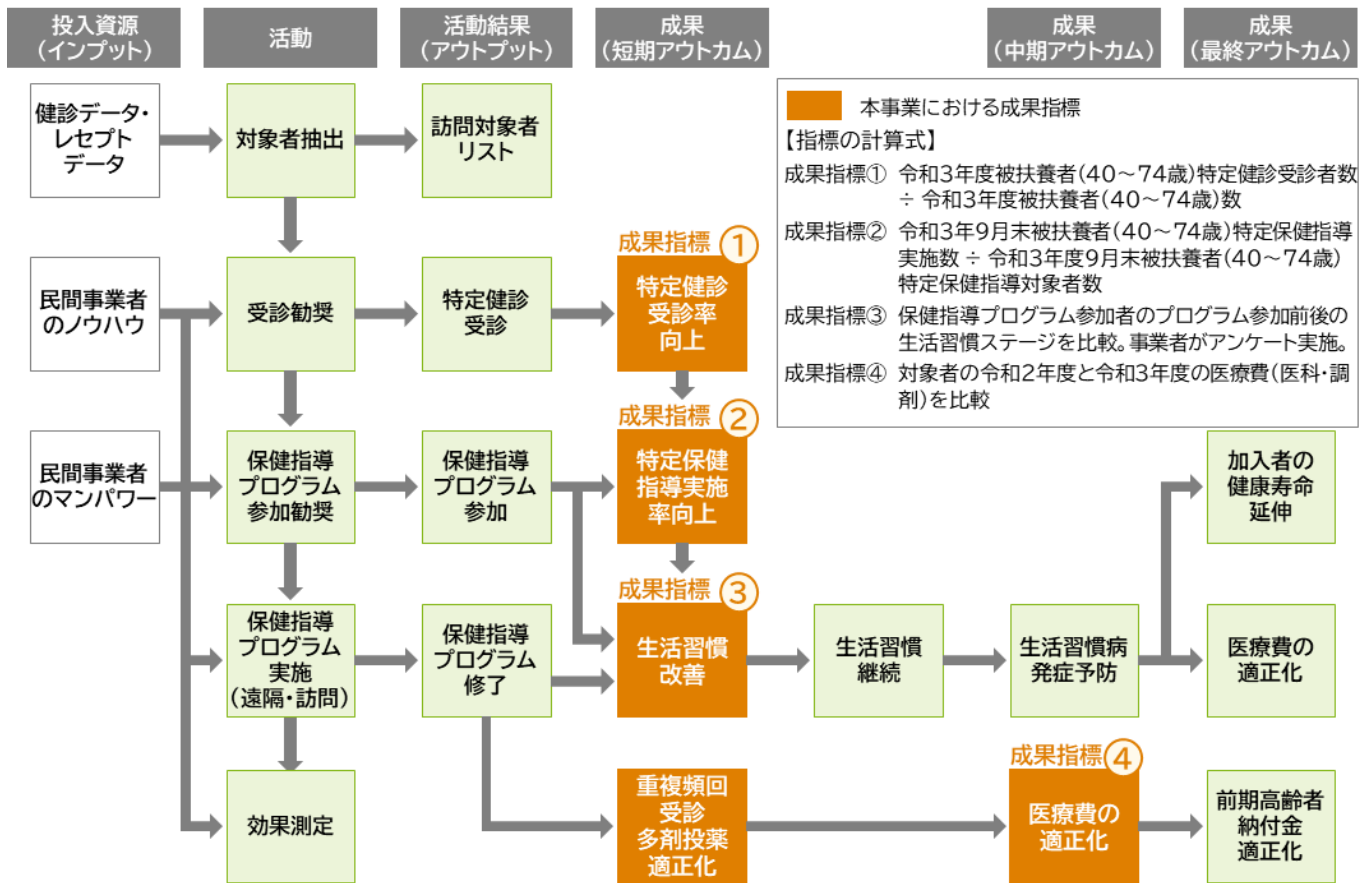 投入資源
(インプット)
活動
活動結果
(アウトプット)
成果
(短期アウトカム)
成果
(中期アウトカム)
成果
(最終アウトカム)
健診データ・
レセプト
データ
対象者抽出
訪問対象者
リスト
本事業における成果指標
【指標の計算式】
成果指標① 令和3年度被扶養者(40~74歳)特定健診受診者数
÷ 令和3年度被扶養者(40~74歳)数
成果指標② 令和3年9月末被扶養者(40~74歳)特定保健指導
実施数 ÷ 令和3年度9月末被扶養者(40~74歳)
特定保健指導対象者数
成果指標③ 保健指導プログラム参加者のプログラム参加前後の
生活習慣ステージを比較。事業者がアンケート実施。
成果指標④ 対象者の令和2年度と令和3年度の医療費(医科・調
剤)を比較
民間事業者
のノウハウ
受診勧奨
特定健診
受診
成果指標 ①
特定健診
受診率
向上
民間事業者
のマンパワー
保健指導
プログラム
参加勧奨
保健指導
プログラム
参加
成果指標 ②
特定保健
指導実施
率向上
加入者の
健康寿命
延伸
保健指導
プログラム
実施
(遠隔・訪問)
保健指導
プログラム
修了
成果指標 ③
生活習慣
改善
生活習慣
継続
生活習慣病
発症予防
医療費の
適正化
効果測定
重複頻回
受診
多剤投薬
適正化
成果指標 ④
医療費の
適正化
前期高齢者
納付金
適正化